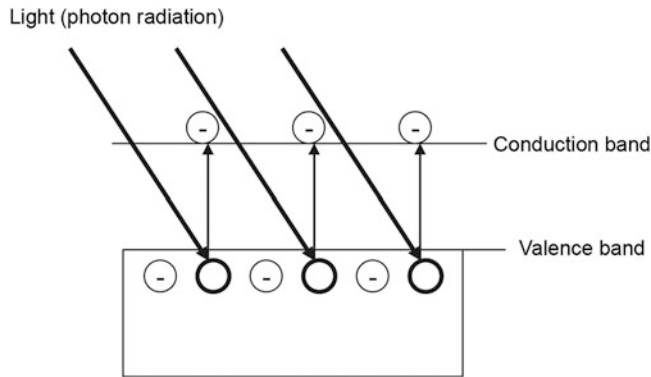 Light (photon radiation)
- - -
Conduction band
Valence band
- - -